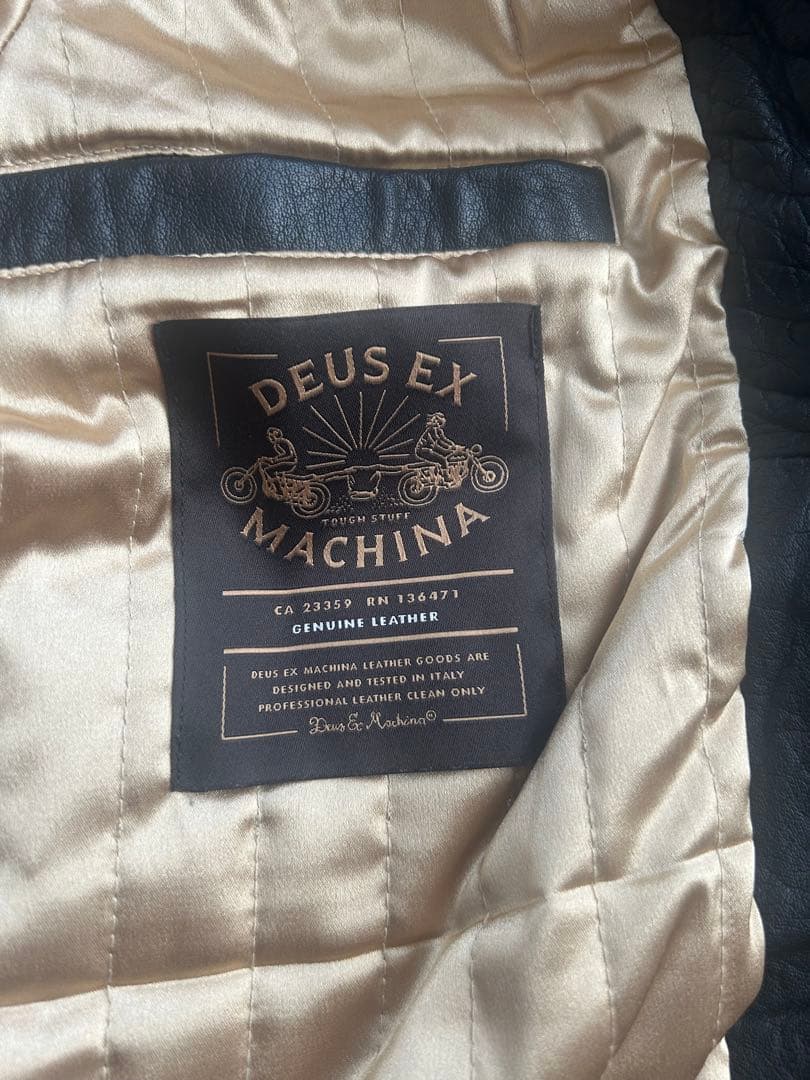 DEUS EX
TOUGH STUFF
MACHINA
CA 23359 RN 136471
GENUINE LEATHER
DEUS EX MACHINA LEATHER GOODS ARE
DESIGNED AND TESTED IN ITALY
PROFESSIONAL LEATHER CLEAN ONLY
Deus Ex Machina®